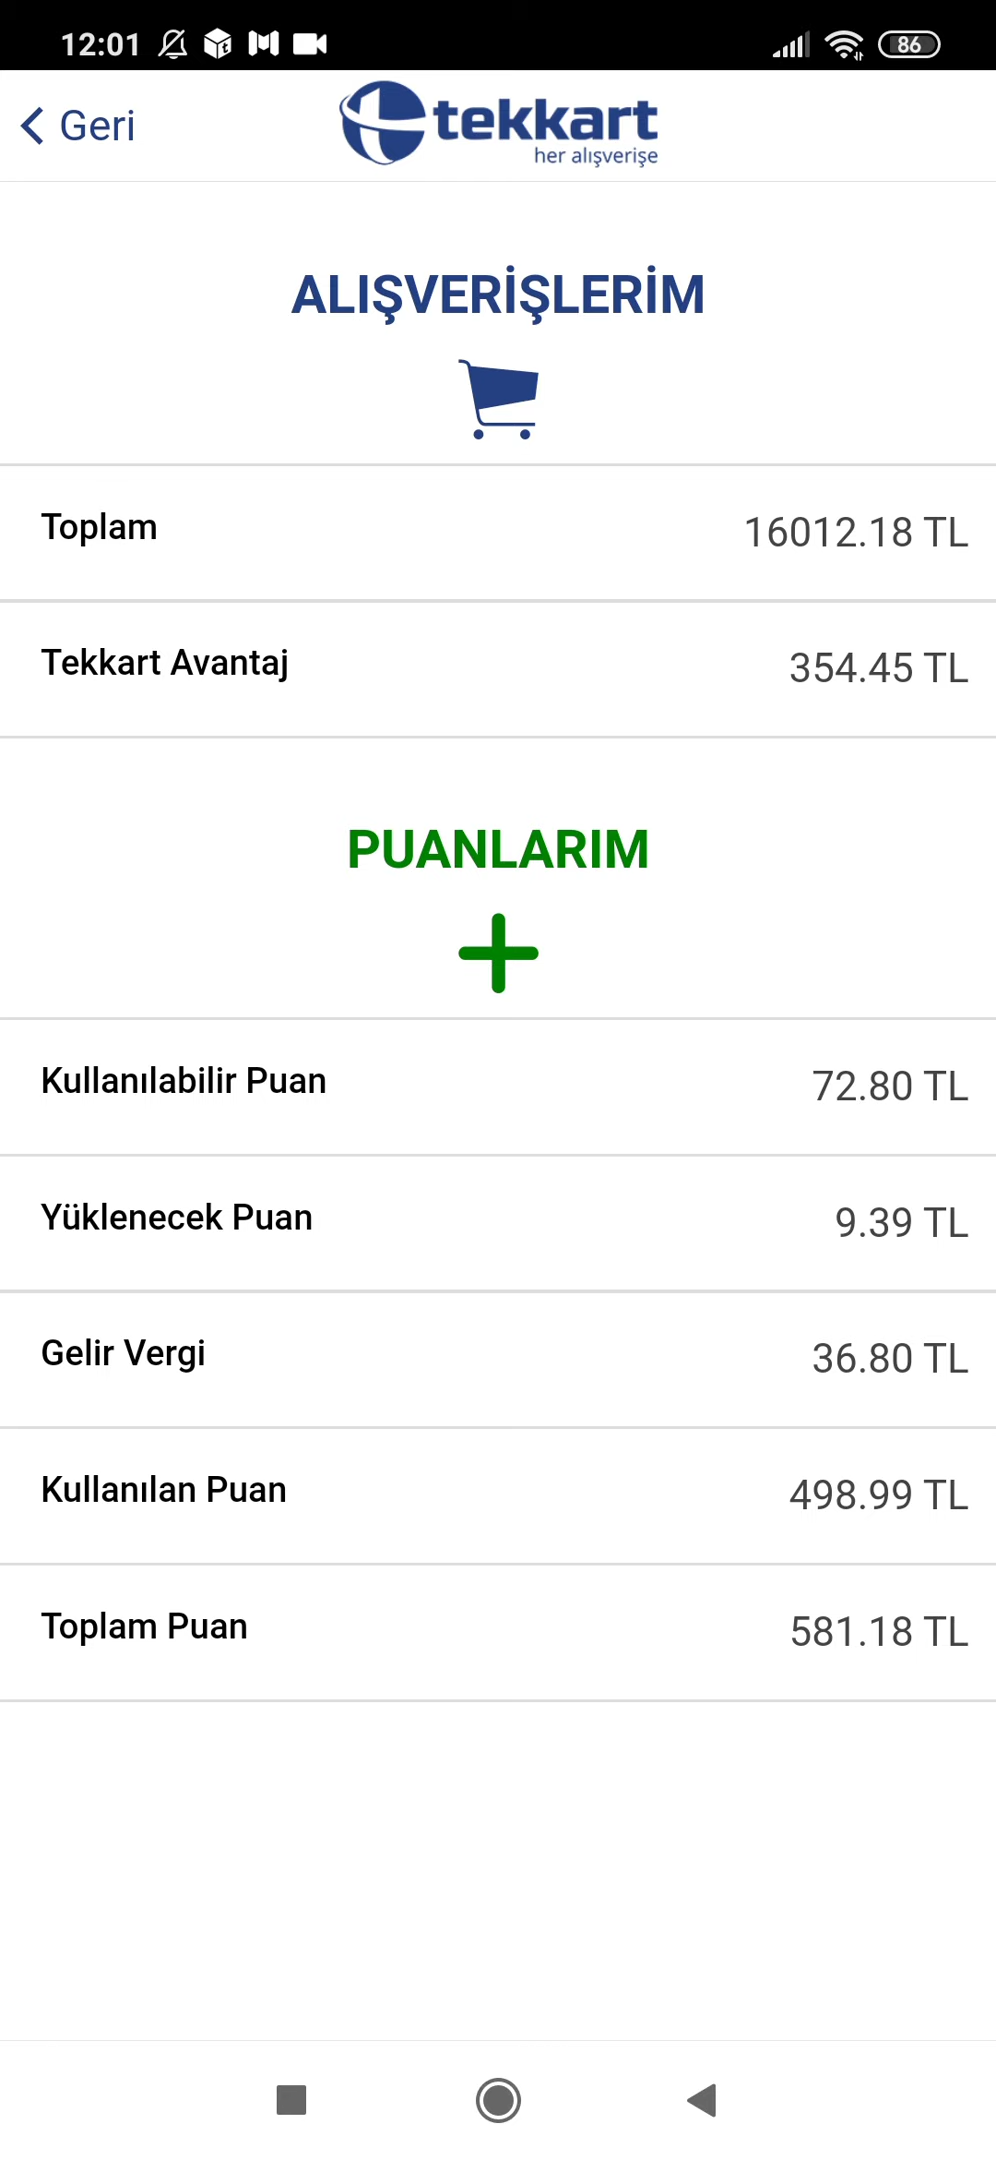 12:01
86
Geri
tekkart
her alışverişe
ALIŞVERİŞLERİM
Toplam 16012.18 TL
Tekkart Avantaj 354.45 TL
PUANLARIM
Kullanılabilir Puan 72.80 TL
Yüklenecek Puan 9.39 TL
Gelir Vergi 36.80 TL
Kullanılan Puan 498.99 TL
Toplam Puan 581.18 TL